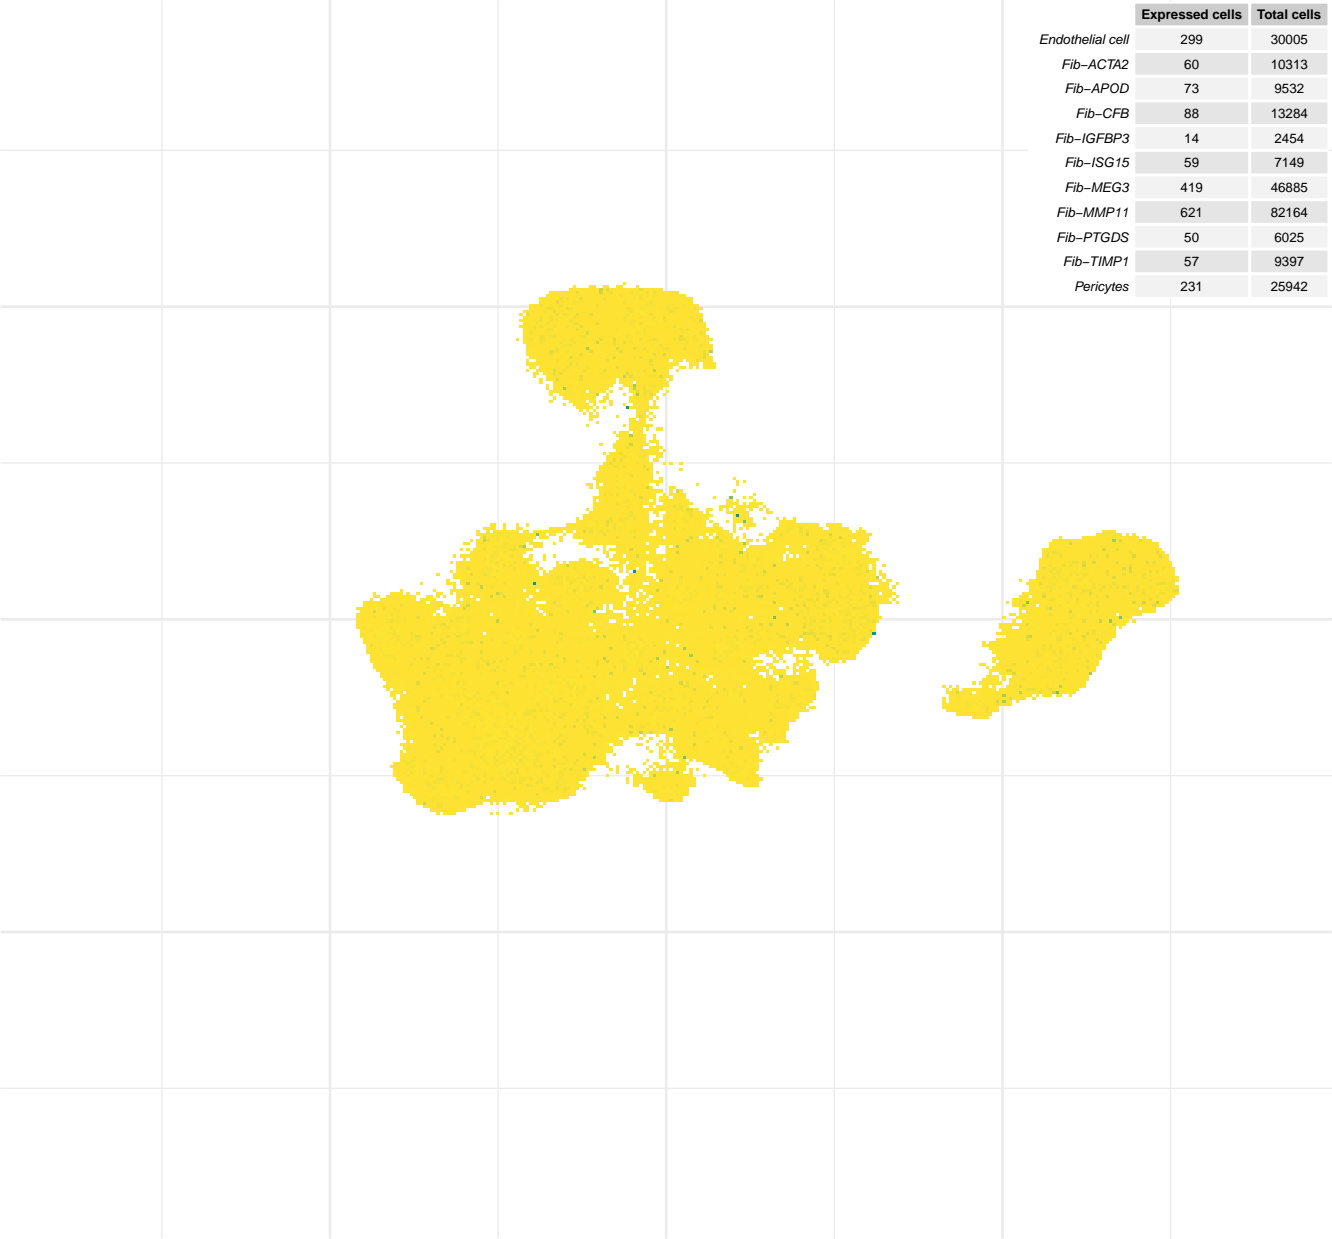 Expressed cells Total cells
Endothelial cell 299 30005
Fib−ACTA2 60 10313
Fib−APOD 73 9532
Fib−CFB 88 13284
Fib−IGFBP3 14 2454
Fib−ISG15 59 7149
Fib−MEG3 419 46885
Fib−MMP11 621 82164
Fib−PTGDS 50 6025
Fib−TIMP1 57 9397
Pericytes 231 25942